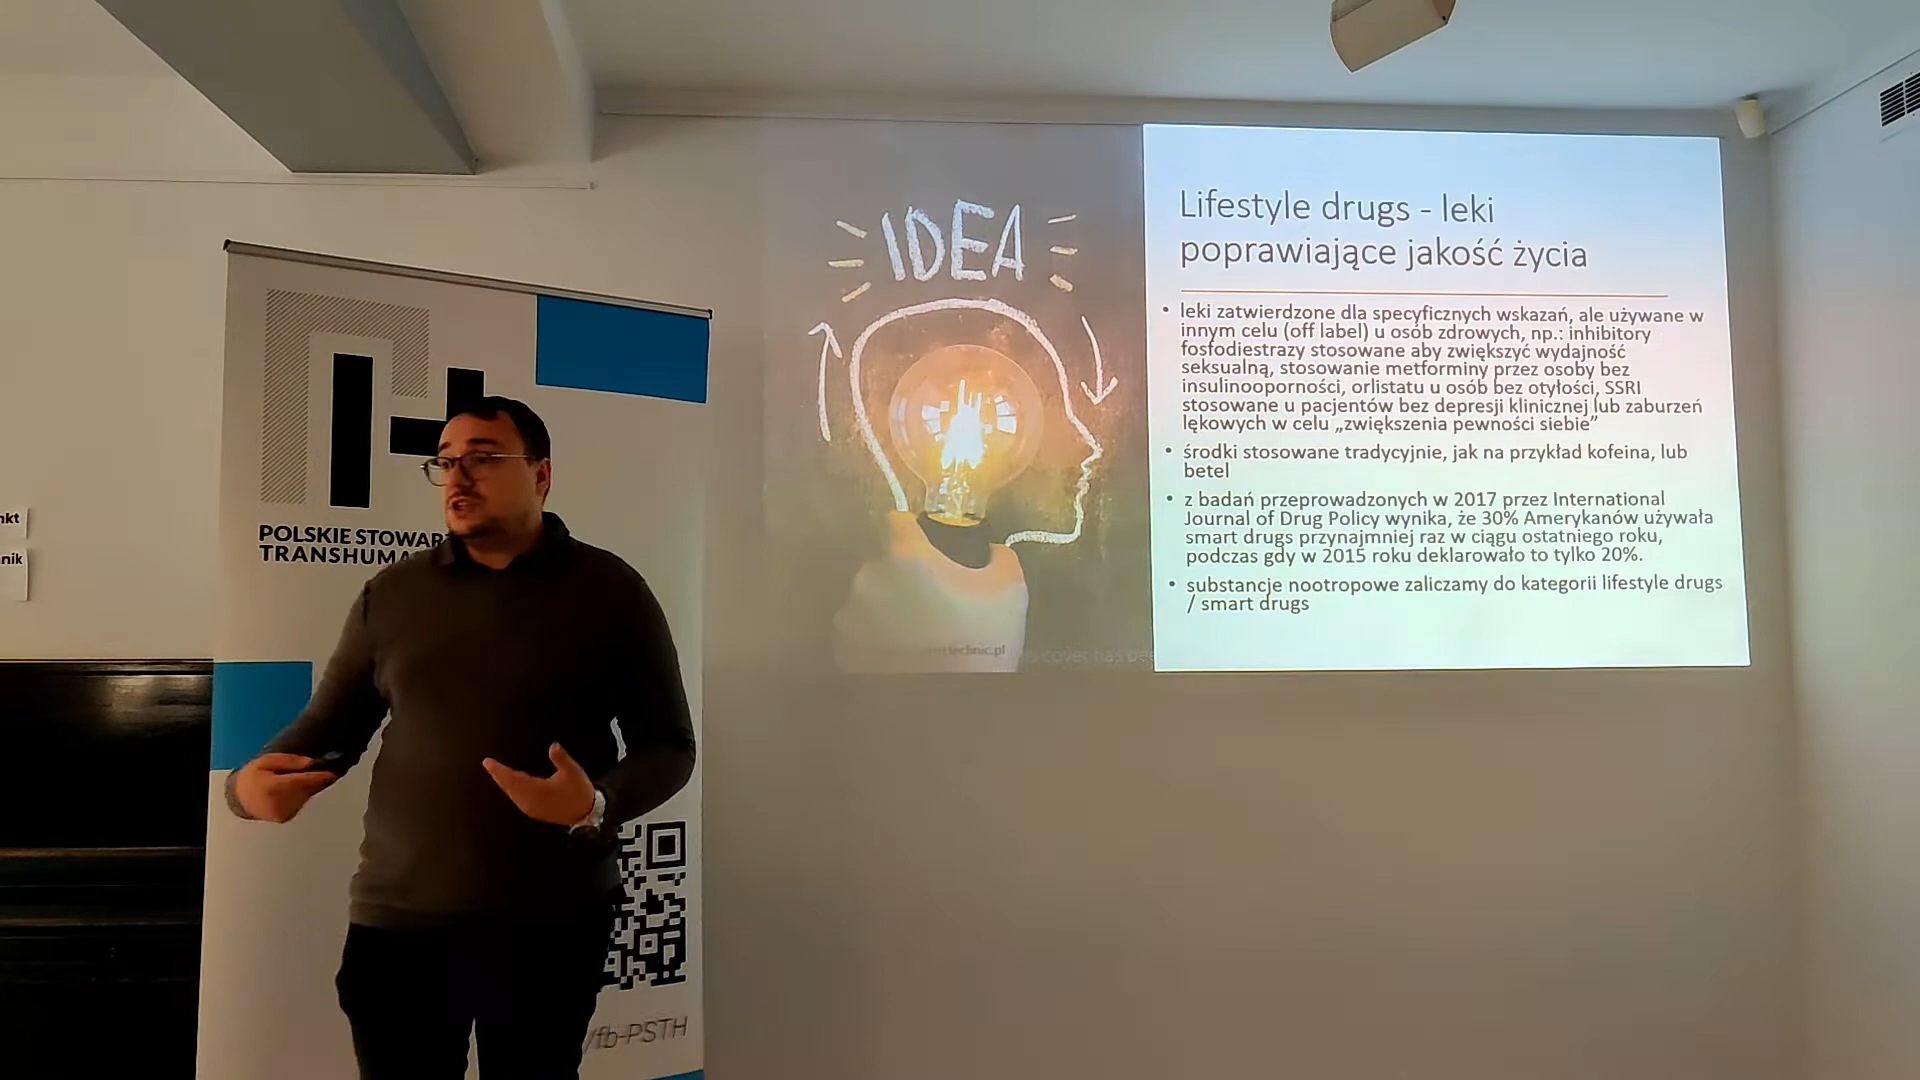 nkt
nik
POLSKIE STOWAR
TRANSHUMA
/fb-PSTH
IDEA
Lifestyle drugs - leki
poprawiające jakość życia
• leki zatwierdzone dla specyficznych wskazań, ale używane w
innym celu (off label) u osób zdrowych, np.: inhibitory
fosfodiestrazy stosowane aby zwiększyć wydajność
seksualną, stosowanie metforminy przez osoby bez
insulinooporności, orlistatu u osób bez otyłości, SSRI
stosowane u pacjentów bez depresji klinicznej lub zaburzeń
lękowych w celu „zwiększenia pewności siebie”
• środki stosowane tradycyjnie, jak na przykład kofeina, lub
betel
• z badań przeprowadzonych w 2017 przez International
Journal of Drug Policy wynika, że 30% Amerykanów używała
smart drugs przynajmniej raz w ciągu ostatniego roku,
podczas gdy w 2015 roku deklarowało to tylko 20%.
• substancje nootropowe zaliczamy do kategorii lifestyle drugs
/ smart drugs